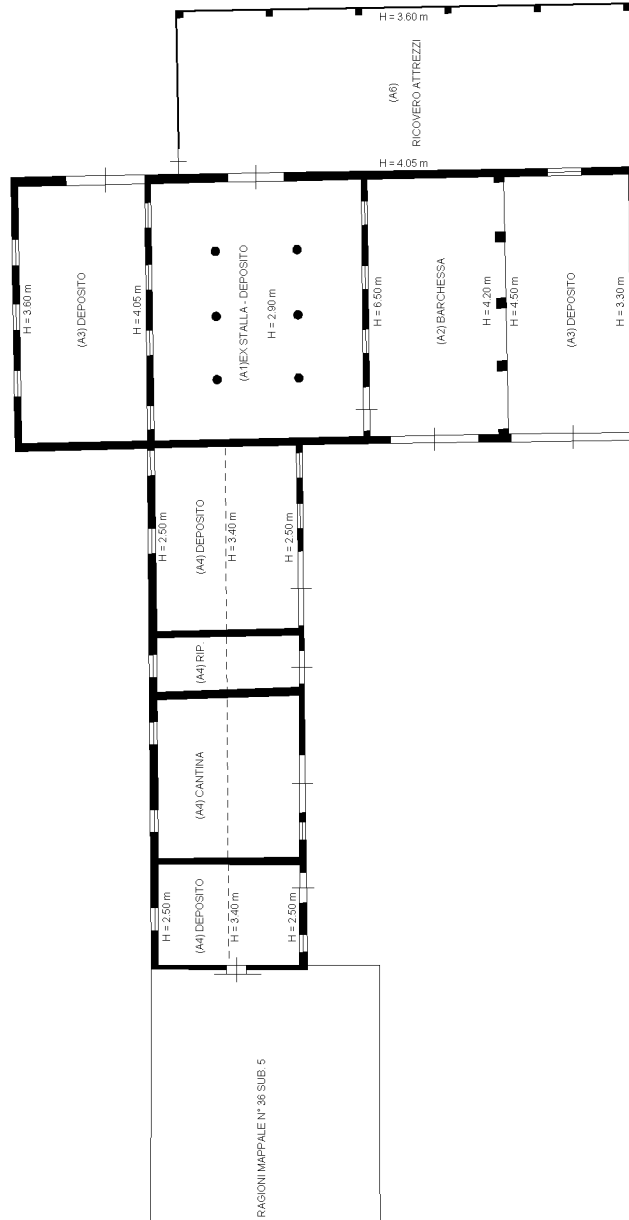 H = 3.60 m
(A6)
RICOVERO ATTREZZI
H = 4.05 m
H = 3.60 m
(A3) DEPOSITO
H = 4.05 m
(A1)EX STALLA - DEPOSITO
H = 2.90 m
H = 6.50 m
(A2) BARCHESSA
H = 4.20 m
H = 4.50 m
(A3) DEPOSITO
H = 3.30 m
H = 2.50 m
(A4) DEPOSITO
H = 3.40 m
H = 2.50 m
(A4) RIP.
(A4) CANTINA
H = 2.50 m
(A4) DEPOSITO
H = 3.40 m
H = 2.50 m
RAGIONI MAPPALE N° 36 SUB. 5